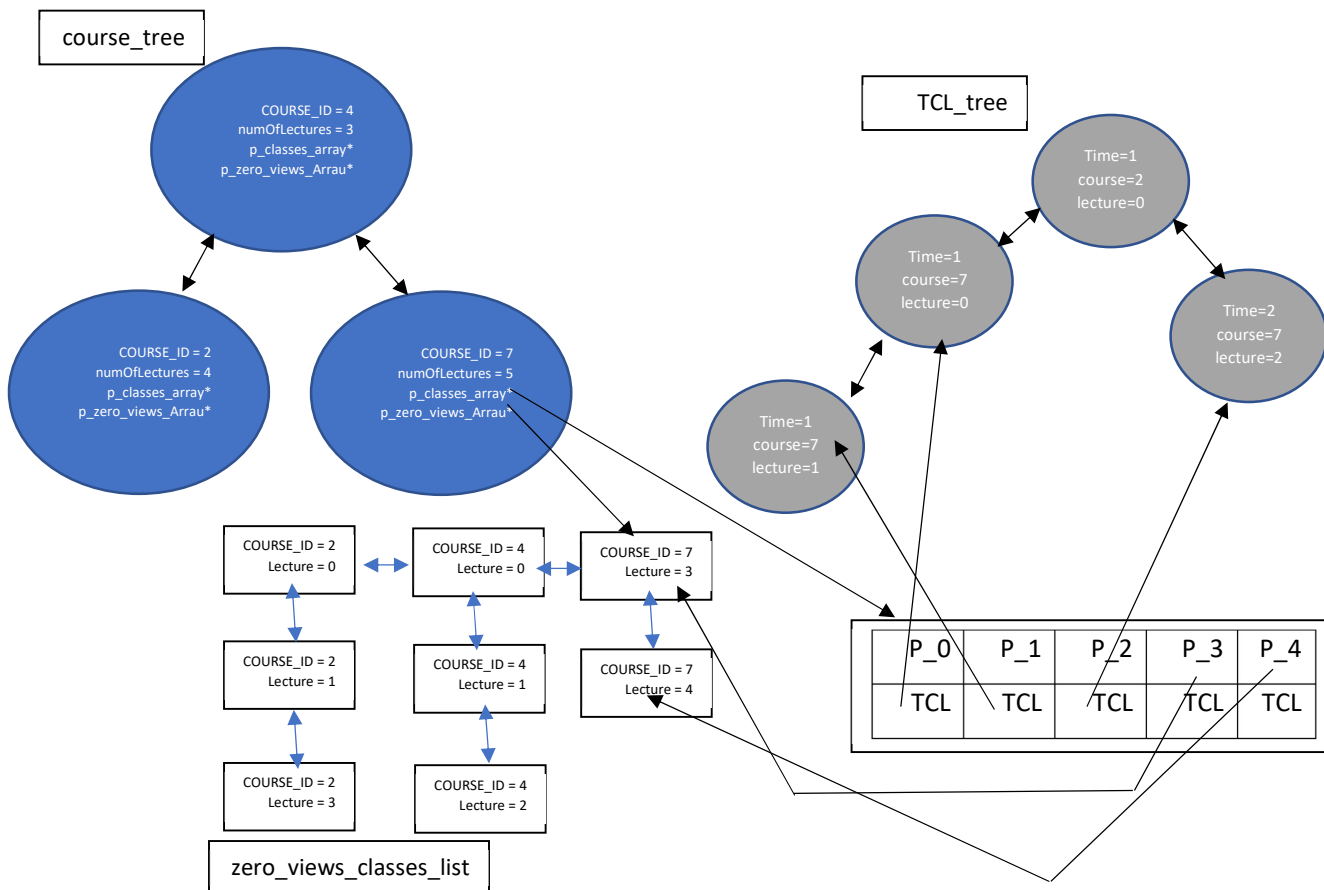 course_tree
COURSE_ID = 4
numOfLectures = 3
p_classes_array*
p_zero_views_Arrau*
COURSE_ID = 2
numOfLectures = 4
p_classes_array*
p_zero_views_Arrau*
COURSE_ID = 7
numOfLectures = 5
p_classes_array*
p_zero_views_Arrau*
TCL_tree
Time=1
course=2
lecture=0
Time=1
course=7
lecture=0
Time=2
course=7
lecture=2
Time=1
course=7
lecture=1
COURSE_ID = 2
Lecture = 0
COURSE_ID = 4
Lecture = 0
COURSE_ID = 7
Lecture = 3
COURSE_ID = 2
Lecture = 1
COURSE_ID = 4
Lecture = 1
COURSE_ID = 7
Lecture = 4
COURSE_ID = 2
Lecture = 3
COURSE_ID = 4
Lecture = 2
P_0 P_1 P_2 P_3 P_4
TCL TCL TCL TCL TCL
zero_views_classes_list